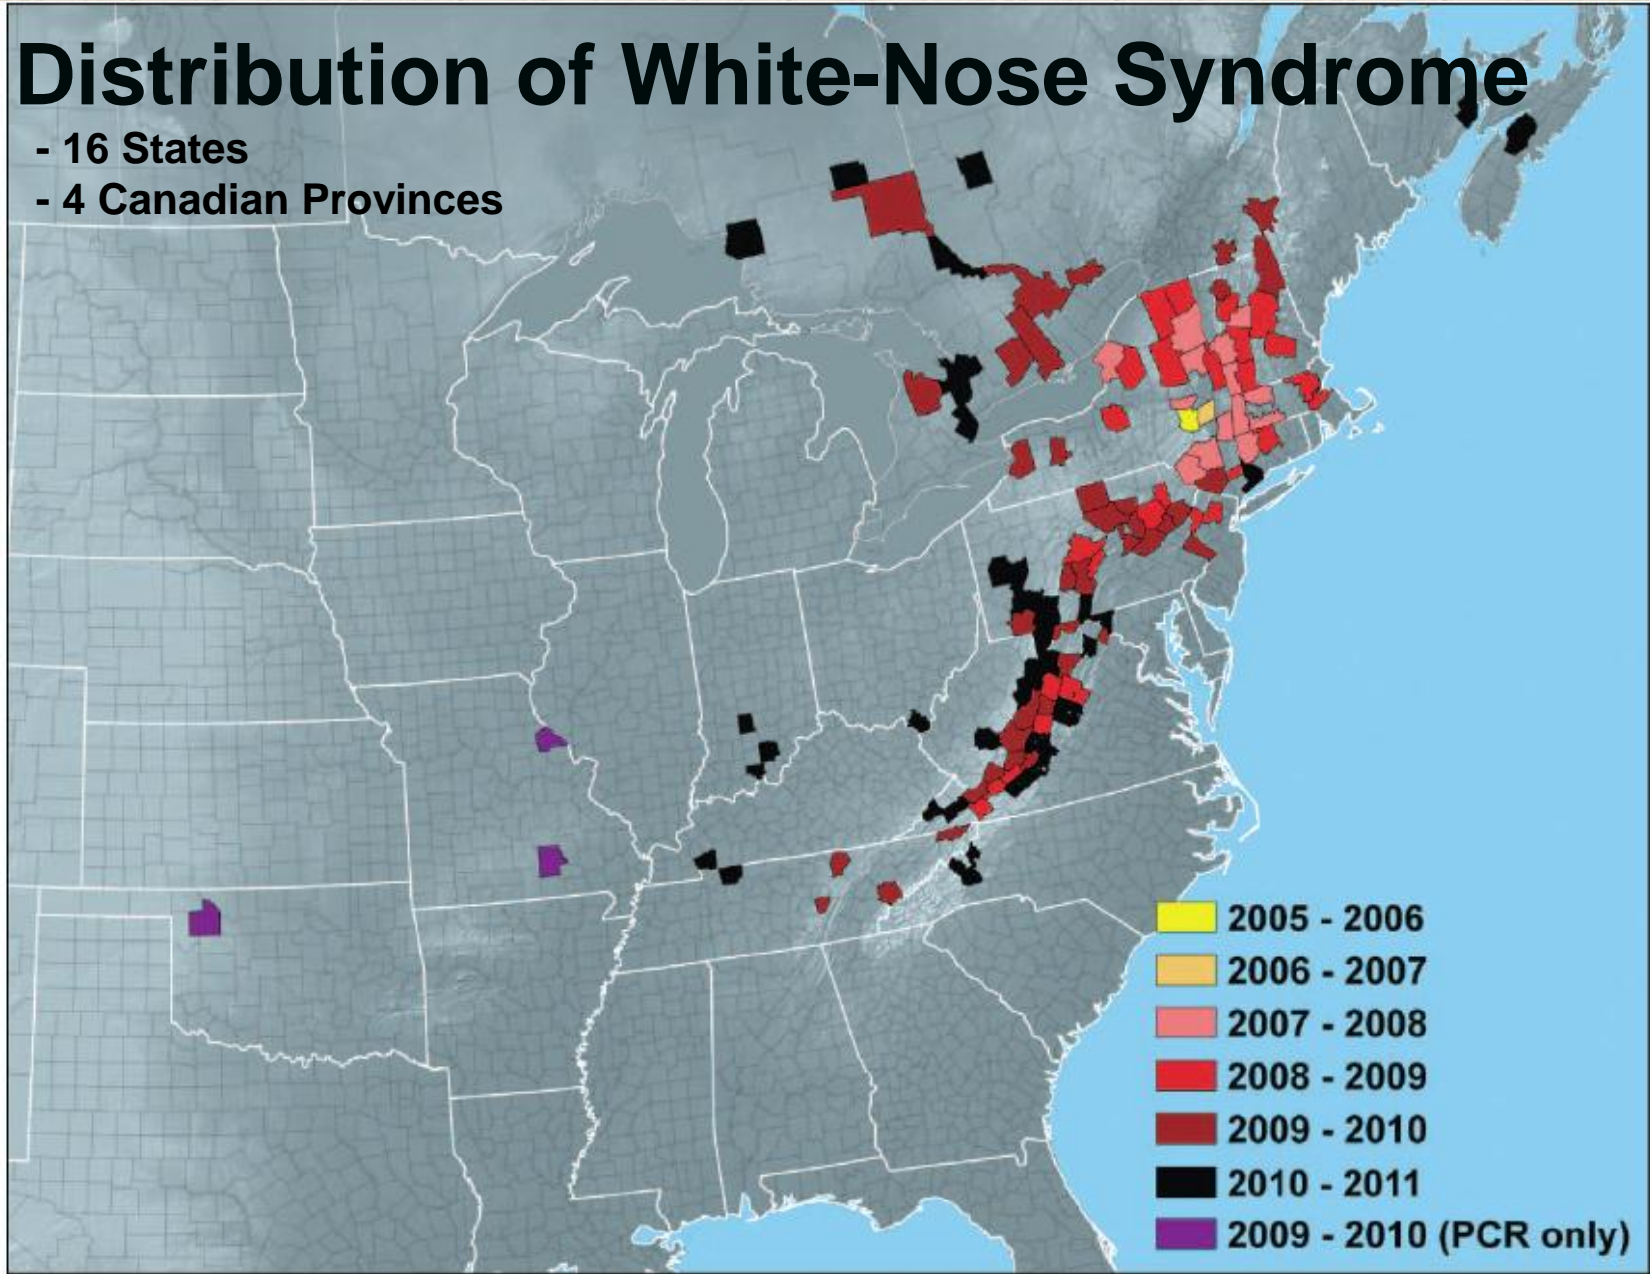 Distribution of White-Nose Syndrome
- 16 States
- 4 Canadian Provinces
2005 - 2006
2006 - 2007
2007 - 2008
2008 - 2009
2009 - 2010
2010 - 2011
2009 - 2010 (PCR only)